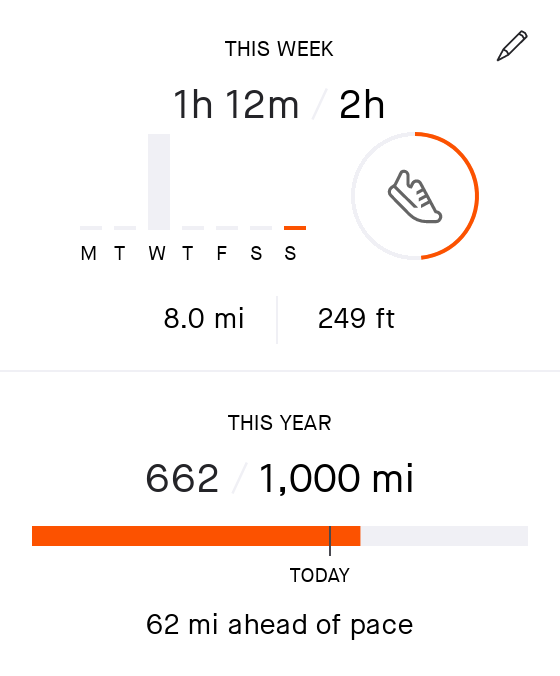 THIS WEEK
1h 12m / 2h
M T W T F S S
8.0 mi 249 ft
THIS YEAR
662 / 1,000 mi
TODAY
62 mi ahead of pace